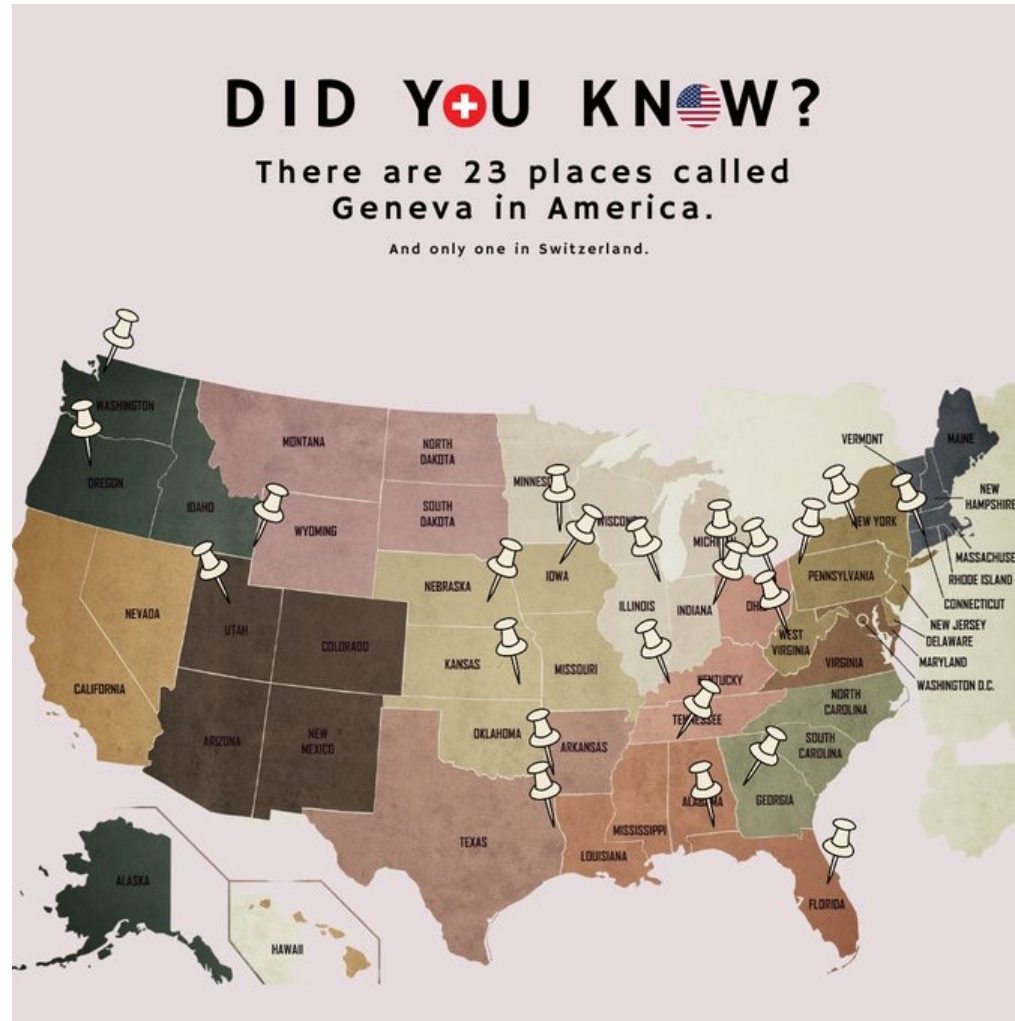 DID YOU KNOW?
There are 23 places called
Geneva in America.
And only one in Switzerland.
WASHINGTON
OREGON
IDAHO
MONTANA
NORTH
DAKOTA
SOUTH
DAKOTA
WYOMING
NEBRASKA
IOWA
ILLINOIS
INDIANA
NEVADA
UTAH
COLORADO
KANSAS
MISSOURI
CALIFORNIA
ARIZONA
NEW
MEXICO
OKLAHOMA
ARKANSAS
TEXAS
LOUISIANA
MISSISSIPPI
GEORGIA
FLORIDA
SOUTH
CAROLINA
NORTH
CAROLINA
VIRGINIA
WEST
VIRGINIA
KENTUCKY
PENNSYLVANIA
NEW YORK
VERMONT
MAINE
NEW
HAMPSHIRE
MASSACHUSE
RHODE ISLAND
CONNECTICUT
NEW JERSEY
DELAWARE
MARYLAND
WASHINGTON D.C.
ALASKA
HAWAII